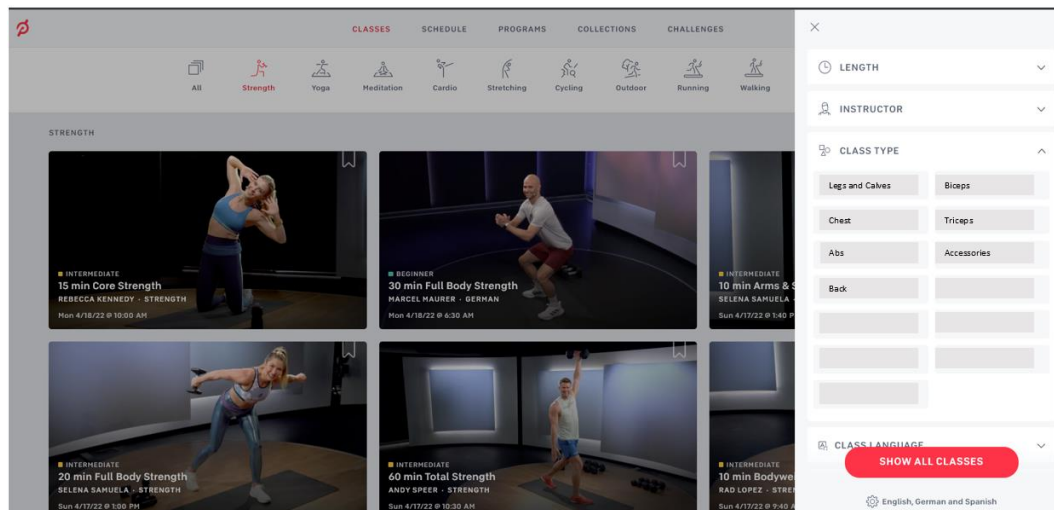 CLASSES SCHEDULE PROGRAMS COLLECTIONS CHALLENGES
All Strength Yoga Meditation Cardio Stretching Cycling Outdoor Running Walking
STRENGTH
INTERMEDIATE
15 min Core Strength
REBECCA KENNEDY · STRENGTH
Mon 4/18/22 @ 10:00 AM
BEGINNER
30 min Full Body Strength
MARCEL MAURER · GERMAN
Mon 4/18/22 @ 6:30 AM
INTERMEDIATE
10 min Arms &
SELENA SAMUELA ·
Sun 4/17/22 @ 1:40
INTERMEDIATE
20 min Full Body Strength
SELENA SAMUELA · STRENGTH
Sun 4/17/22 @ 1:00 PM
INTERMEDIATE
60 min Total Strength
ANDY SPEER · STRENGTH
Sun 4/17/22 @ 10:30 AM
INTERMEDIATE
10 min Bodywe
RAD LOPEZ · STRE
Sun 4/17/22 @ 9:40 A
LENGTH
INSTRUCTOR
CLASS TYPE
Legs and Calves Biceps
Chest Triceps
Abs Accessories
Back
CLASS LANGUAGE
SHOW ALL CLASSES
English, German and Spanish